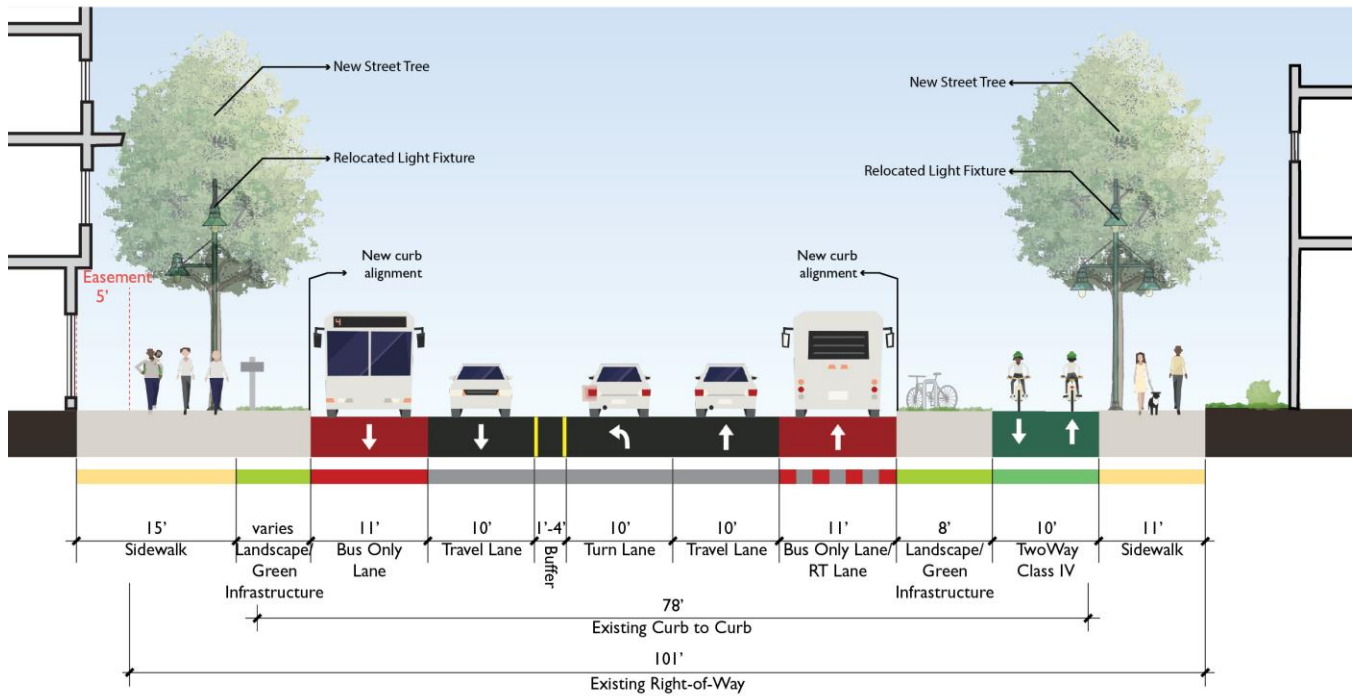 New Street Tree
Relocated Light Fixture
New Street Tree
Relocated Light Fixture
New curb
alignment
New curb
alignment
Easement
5'
4
15'
Sidewalk
varies
Landscape/
Green
Infrastructure
11'
Bus Only
Lane
10'
Travel Lane
1'-4'
Buffer
10'
Turn Lane
10'
Travel Lane
11'
Bus Only Lane/
RT Lane
8'
Landscape/
Green
Infrastructure
10'
TwoWay
Class IV
11'
Sidewalk
78'
Existing Curb to Curb
101'
Existing Right-of-Way